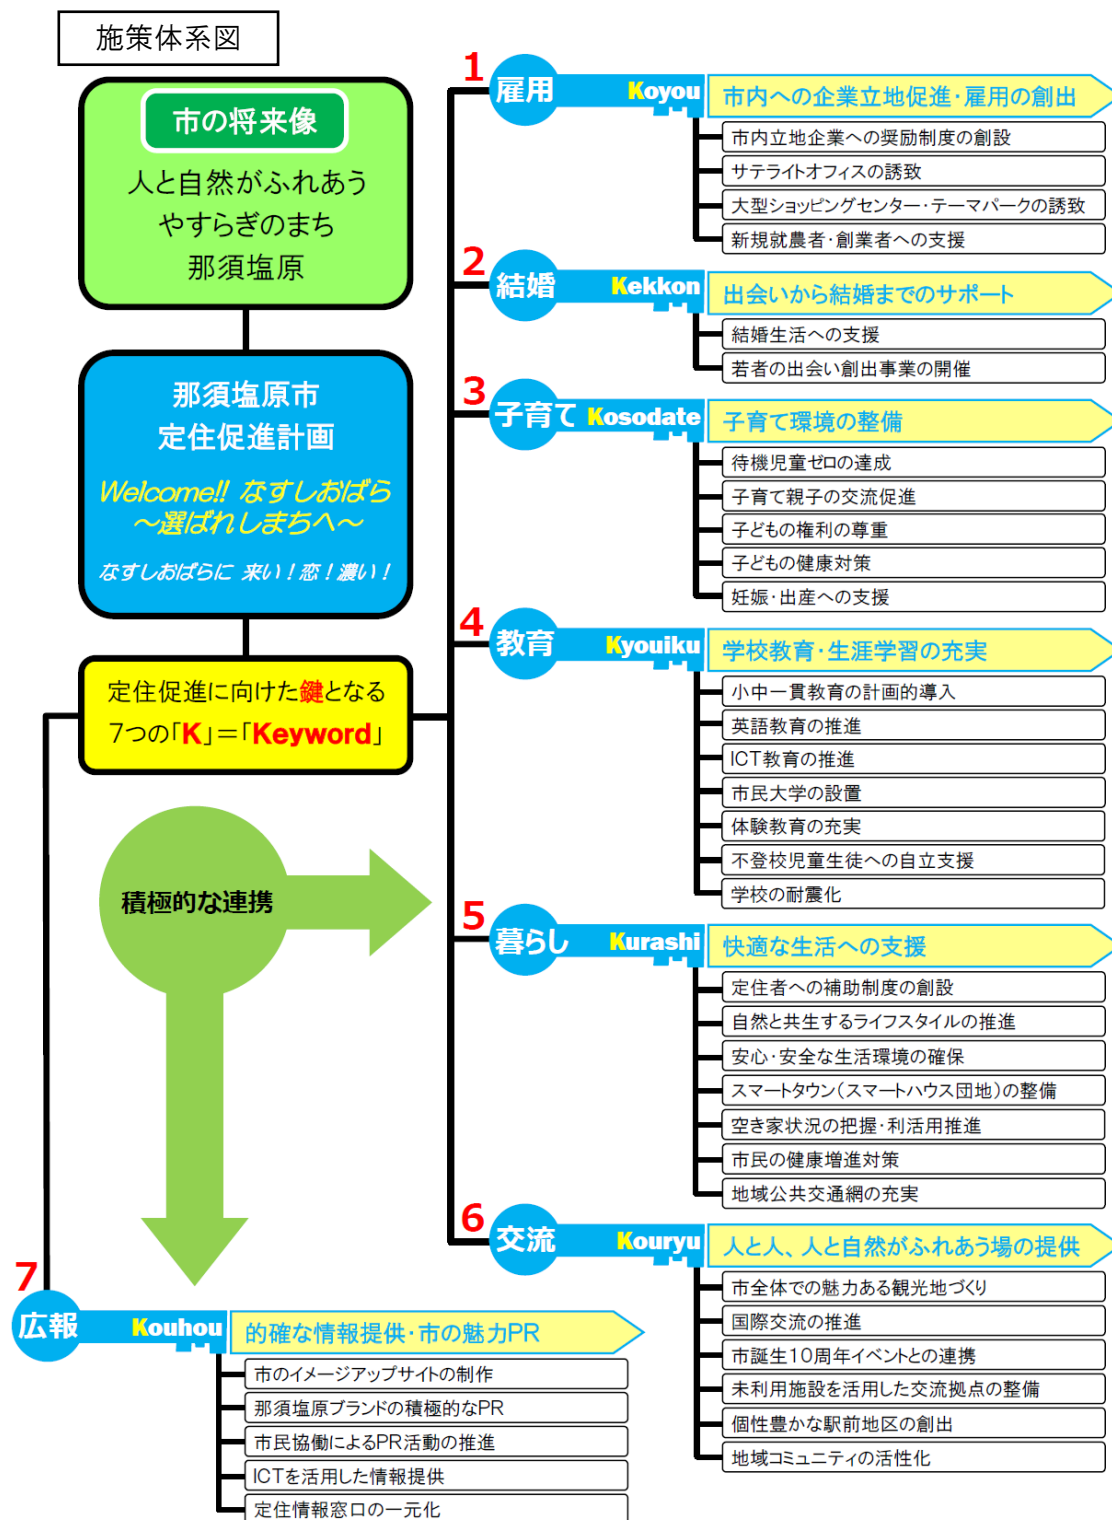 施策体系図
市の将来像
人と自然がふれあう
やすらぎのまち
那須塩原
那須塩原市
定住促進計画
Welcome!! なすしおばら
～選ばれしまちへ～
なすしおばらに 来い！恋！濃い！
定住促進に向けた鍵となる
7つの「K」＝「Keyword」
積極的な連携
1
雇用 Koyou
市内への企業立地促進・雇用の創出
市内立地企業への奨励制度の創設
サテライトオフィスの誘致
大型ショッピングセンター・テーマパークの誘致
新規就農者・創業者への支援
2
結婚 Kekkon
出会いから結婚までのサポート
結婚生活への支援
若者の出会い創出事業の開催
3
子育て Kosodate
子育て環境の整備
待機児童ゼロの達成
子育て親子の交流促進
子どもの権利の尊重
子どもの健康対策
妊娠・出産への支援
4
教育 Kyouiku
学校教育・生涯学習の充実
小中一貫教育の計画的導入
英語教育の推進
ICT教育の推進
市民大学の設置
体験教育の充実
不登校児童生徒への自立支援
学校の耐震化
5
暮らし Kurashi
快適な生活への支援
定住者への補助制度の創設
自然と共生するライフスタイルの推進
安心・安全な生活環境の確保
スマートタウン（スマートハウス団地）の整備
空き家状況の把握・利活用推進
市民の健康増進対策
地域公共交通網の充実
6
交流 Kouryu
人と人、人と自然がふれあう場の提供
市全体での魅力ある観光地づくり
国際交流の推進
市誕生10周年イベントとの連携
未利用施設を活用した交流拠点の整備
個性豊かな駅前地区の創出
地域コミュニティの活性化
7
広報 Kouhou
的確な情報提供・市の魅力PR
市のイメージアップサイトの制作
那須塩原ブランドの積極的なPR
市民協働によるPR活動の推進
ICTを活用した情報提供
定住情報窓口の一元化